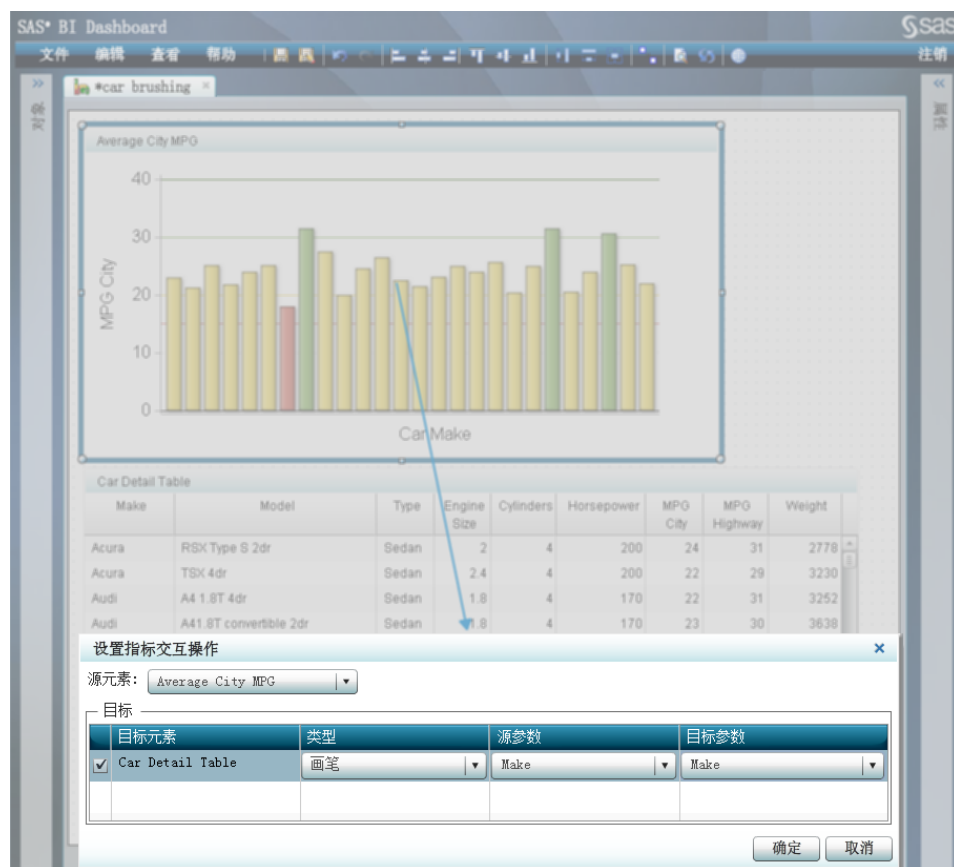 SAS® BI Dashboard
sas
文件 编辑 查看 帮助 注销
*car brushing ×
对象
属性
Average City MPG
40
30
20
10
0
MPG City
Car Make
Car Detail Table
Make Model Type Engine Size Cylinders Horsepower MPG City MPG Highway Weight
Acura RSX Type S 2dr Sedan 2 4 200 24 31 2778
Acura TSX 4dr Sedan 2.4 4 200 22 29 3230
Audi A4 1.8T 4dr Sedan 1.8 4 170 22 31 3252
Audi A41.8T convertible 2dr Sedan 1.8 4 170 23 30 3638
设置指标交互操作 ×
源元素: Average City MPG
目标
目标元素 类型 源参数 目标参数
Car Detail Table 画笔 Make Make
确定 取消